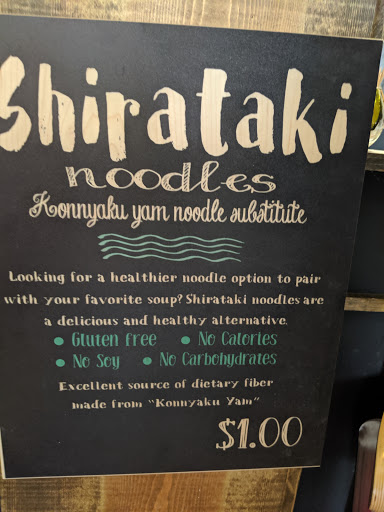 Shirataki
noodles
Konnyaku yam noodle substitute
Looking for a healthier noodle option to pair
with your favorite soup? Shirataki noodles are
a delicious and healthy alternative.
• Gluten Free • No Calories
• No Soy • No Carbohydrates
Excellent source of dietary fiber
made from "Konnyaku Yam"
$1.00